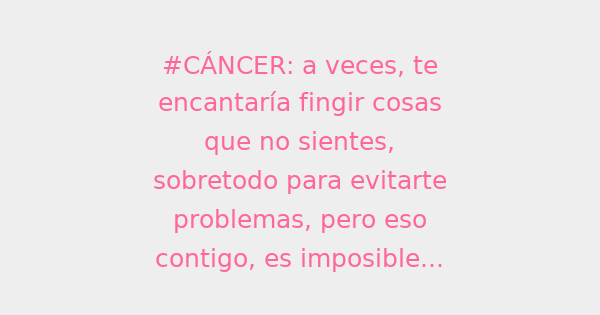 #CÁNCER: a veces, te
encantaría fingir cosas
que no sientes,
sobretodo para evitarte
problemas, pero eso
contigo, es imposible...